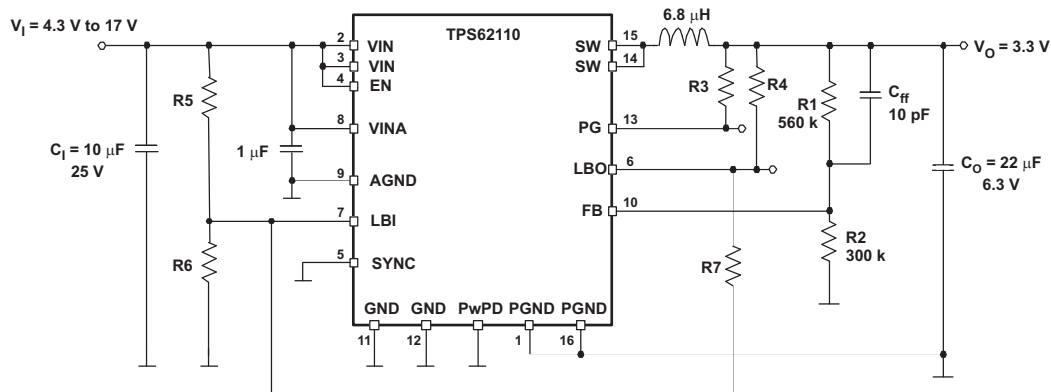 V_I = 4.3 V to 17 V
TPS62110
6.8 μH
V_O = 3.3 V
2
VIN
3
VIN
4
EN
8
VINA
9
AGND
7
LBI
5
SYNC
15
SW
14
SW
13
PG
6
LBO
10
FB
R5
C_I = 10 μF
25 V
1 μF
R6
R3
R4
R1
560 k
C_ff
10 pF
C_O = 22 μF
6.3 V
R2
300 k
R7
GND
GND
PwPD
PGND
PGND
11
12
1
16